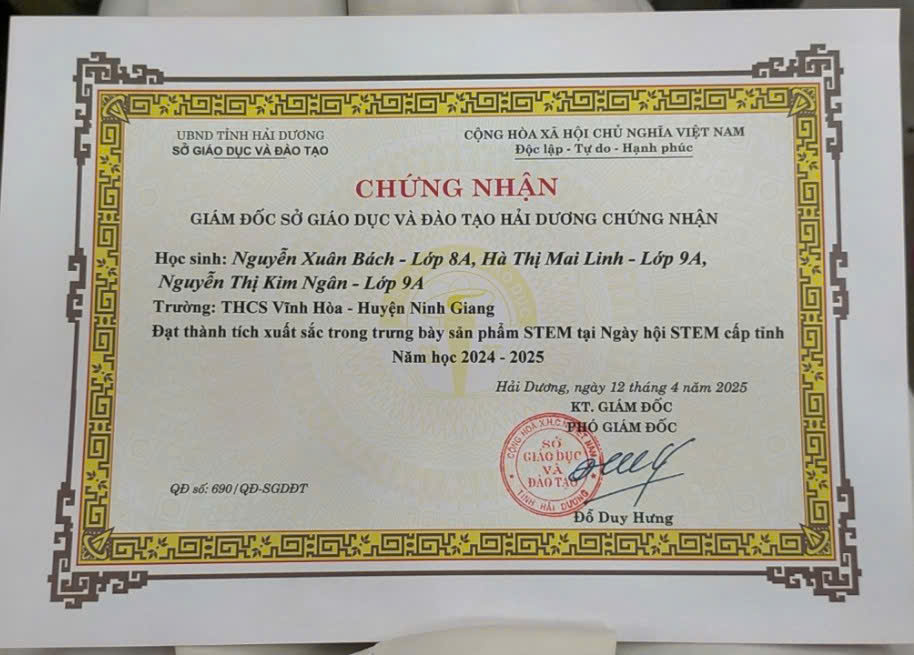 UBND TỈNH HẢI DƯƠNG
SỞ GIÁO DỤC VÀ ĐÀO TẠO
CỘNG HÒA XÃ HỘI CHỦ NGHĨA VIỆT NAM
Độc lập - Tự do - Hạnh phúc
CHỨNG NHẬN
GIÁM ĐỐC SỞ GIÁO DỤC VÀ ĐÀO TẠO HẢI DƯƠNG CHỨNG NHẬN
Học sinh: Nguyễn Xuân Bách - Lớp 8A, Hà Thị Mai Linh - Lớp 9A,
Nguyễn Thị Kim Ngân - Lớp 9A
Trường: THCS Vĩnh Hòa - Huyện Ninh Giang
Đạt thành tích xuất sắc trong trưng bày sản phẩm STEM tại Ngày hội STEM cấp tỉnh
Năm học 2024 - 2025
Hải Dương, ngày 12 tháng 4 năm 2025
KT. GIÁM ĐỐC
PHÓ GIÁM ĐỐC
CỘNG HÒA X.H.C.N VIỆT NAM
SỞ
GIÁO DỤC
VÀ
ĐÀO TẠO
TỈNH HẢI DƯƠNG
QĐ số: 690/QĐ-SGDĐT
Đỗ Duy Hưng